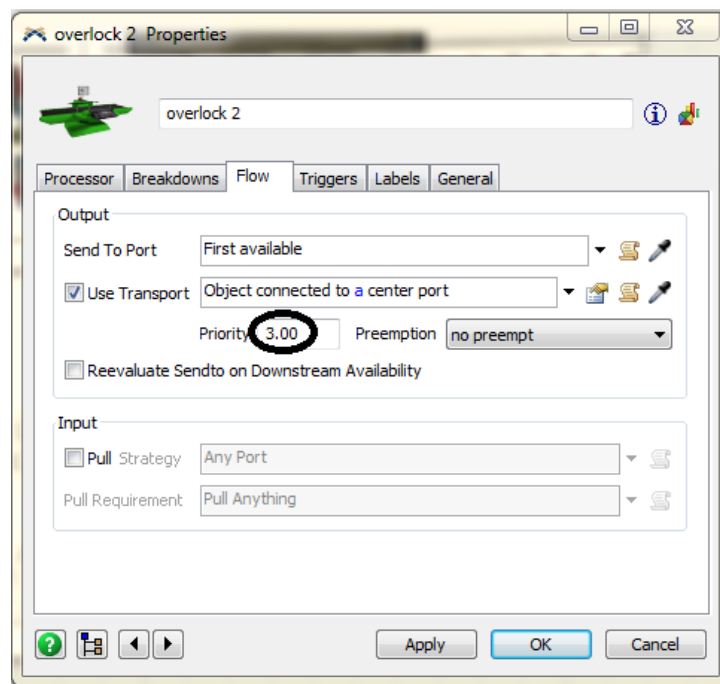 overlock 2 Properties
overlock 2
Processor Breakdowns Flow Triggers Labels General
Output
Send To Port First available
Use Transport Object connected to a center port
Priority 3.00 Preemption no preempt
Reevaluate Sendto on Downstream Availability
Input
Pull Strategy Any Port
Pull Requirement Pull Anything
Apply OK Cancel